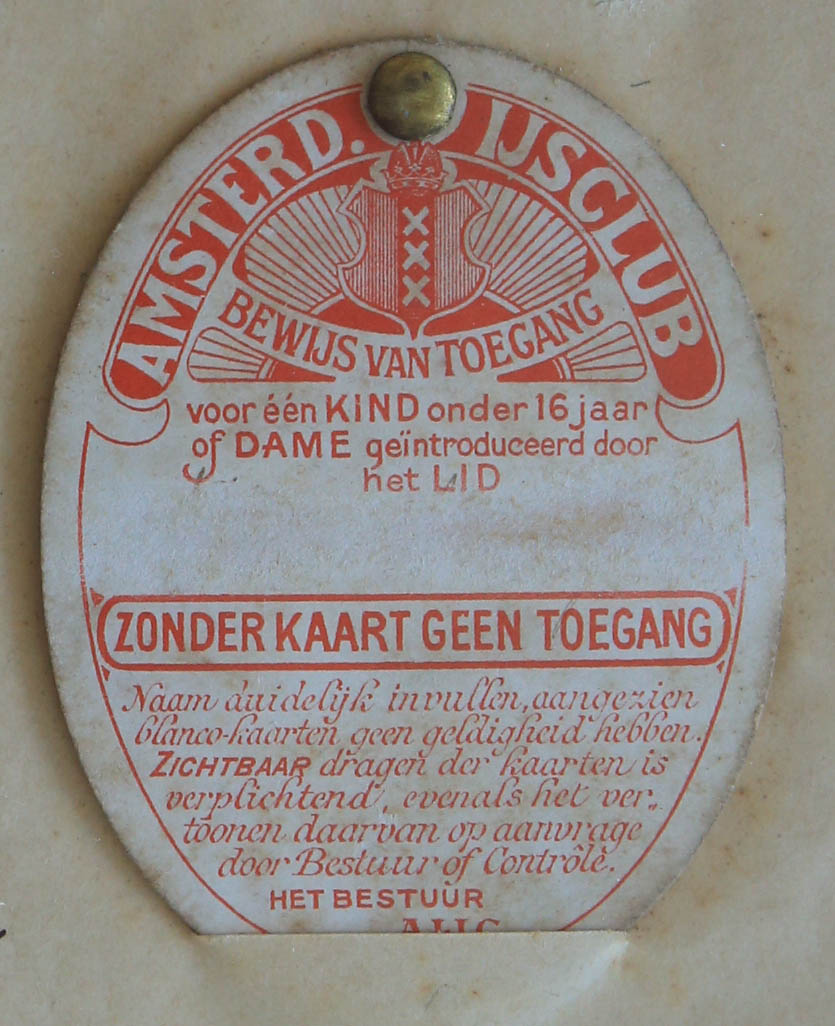 AMSTERD. IJSCLUB
BEWIJS VAN TOEGANG
voor één KIND onder 16 jaar
of DAME geïntroduceerd door
het LID
ZONDER KAART GEEN TOEGANG
Naam duidelijk invullen, aangezien
blanco-kaarten geen geldigheid hebben.
ZICHTBAAR dragen der kaarten is
verplichtend, evenals het ver„
toonen daarvan op aanvrage
door Bestuur of Contrôle.
HET BESTUUR